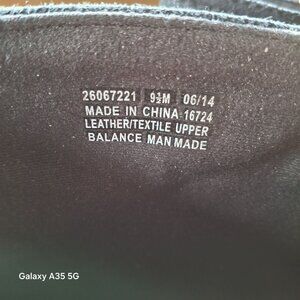 26067221 9½M 06/14
MADE IN CHINA 16724
LEATHER/TEXTILE UPPER
BALANCE MAN MADE
Galaxy A35 5G